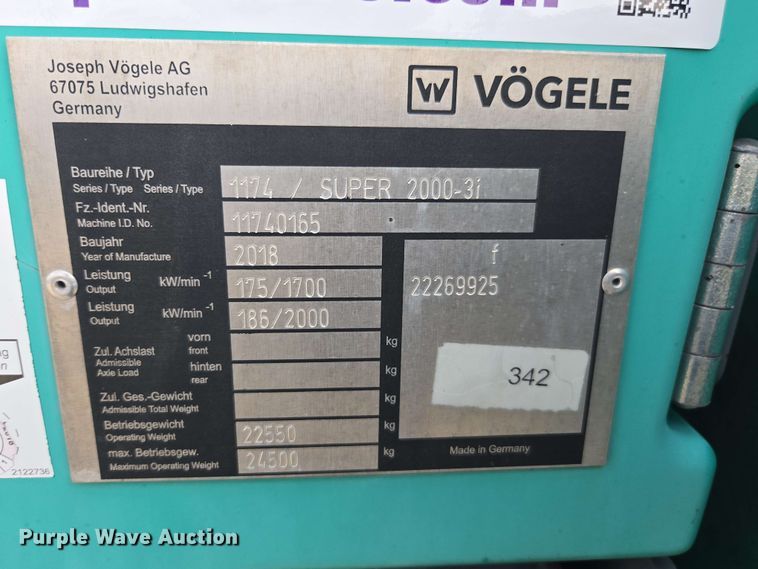 Joseph Vögele AG
67075 Ludwigshafen
Germany
W VÖGELE
Baureihe / Typ
Series / Type Series / Type
1174 / SUPER 2000-3i
Fz.-Ident.-Nr.
Machine I.D. No.
11740165
Baujahr
Year of Manufacture
2018
f
Leistung
Output
kW/min -1
175/1700
22269925
Leistung
Output
kW/min -1
186/2000
vorn
Zul. Achslast front
kg
Admissible
Axle Load
hinten
rear
kg
342
Zul. Ges.-Gewicht
Admissible Total Weight
kg
Betriebsgewicht
Operating Weight
22550
kg
max. Betriebsgew.
Maximum Operating Weight
24500
kg
Made in Germany
2122736
Purple Wave Auction